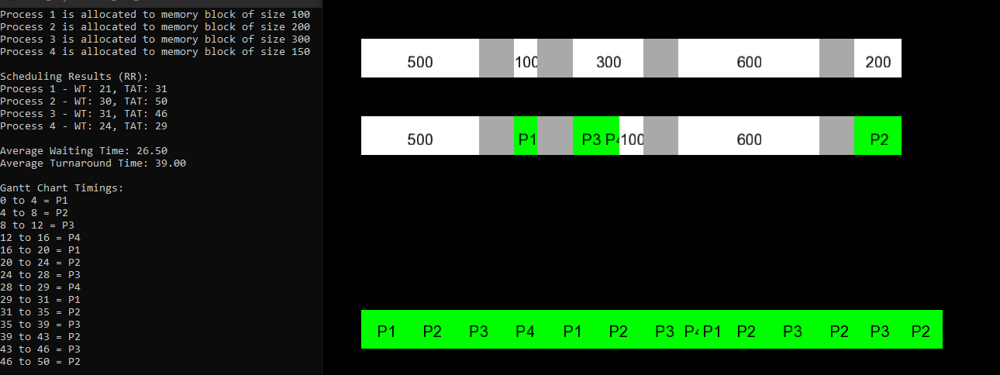 Process 1 is allocated to memory block of size 100
Process 2 is allocated to memory block of size 200
Process 3 is allocated to memory block of size 300
Process 4 is allocated to memory block of size 150
Scheduling Results (RR):
Process 1 - WT: 21, TAT: 31
Process 2 - WT: 30, TAT: 50
Process 3 - WT: 31, TAT: 46
Process 4 - WT: 24, TAT: 29
Average Waiting Time: 26.50
Average Turnaround Time: 39.00
Gantt Chart Timings:
0 to 4 = P1
4 to 8 = P2
8 to 12 = P3
12 to 16 = P4
16 to 20 = P1
20 to 24 = P2
24 to 28 = P3
28 to 29 = P4
29 to 31 = P1
31 to 35 = P2
35 to 39 = P3
39 to 43 = P2
43 to 46 = P3
46 to 50 = P2
500 100 300 600 200
500 P1 P3 P4 100 600 P2
P1 P2 P3 P4 P1 P2 P3 P4 P1 P2 P3 P2 P3 P2